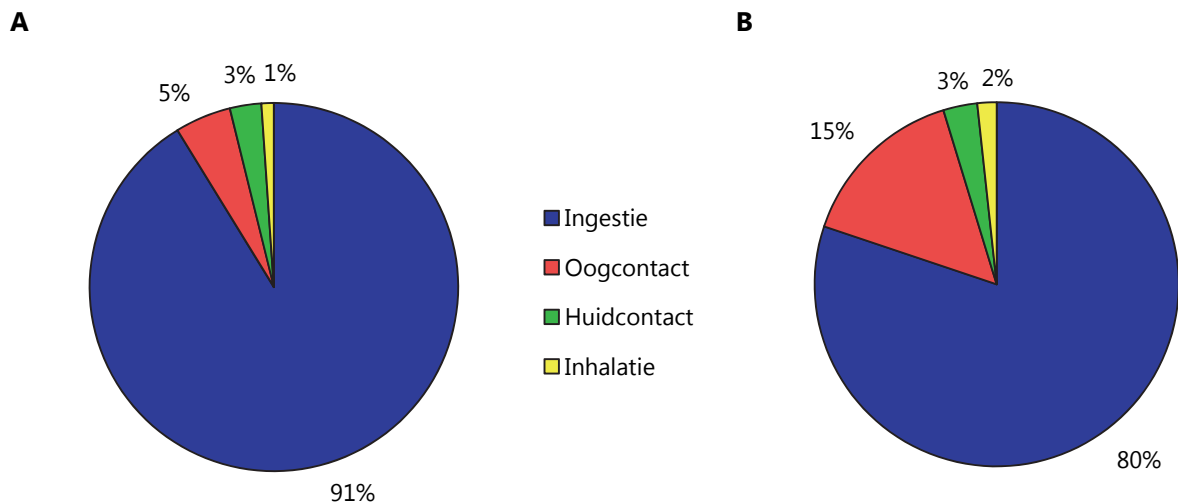 A
B
3% 1%
5%
3% 2%
15%
Ingestie
Oogcontact
Huidcontact
Inhalatie
80%
91%